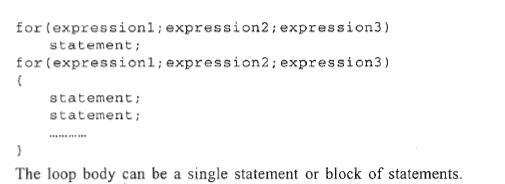 for(expression1;expression2;expression3)
statement;
for(expression1;expression2;expression3)
{
statement;
statement;
............
}
The loop body can be a single statement or block of statements.